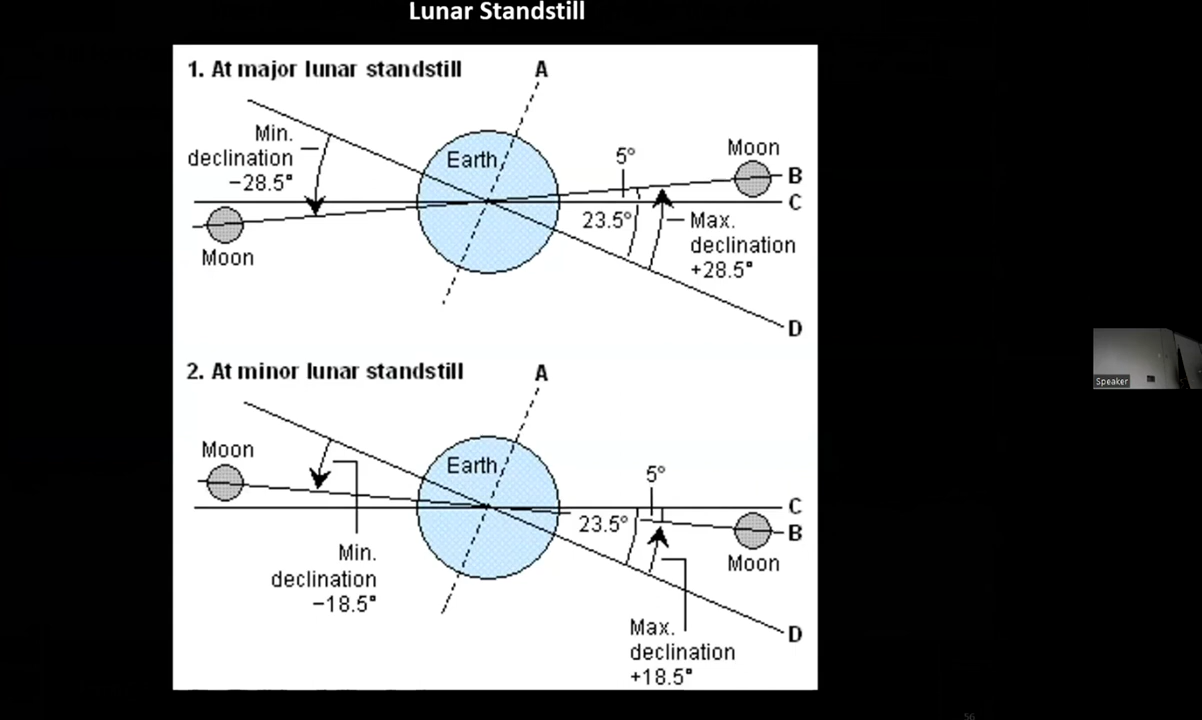 Lunar Standstill
1. At major lunar standstill
A
Min.
declination
−28.5°
Earth
5°
Moon
B
C
23.5°
Max.
declination
+28.5°
Moon
D
2. At minor lunar standstill
A
Moon
Earth
5°
C
23.5°
B
Moon
Min.
declination
−18.5°
Max.
declination
+18.5°
D
Speaker
56